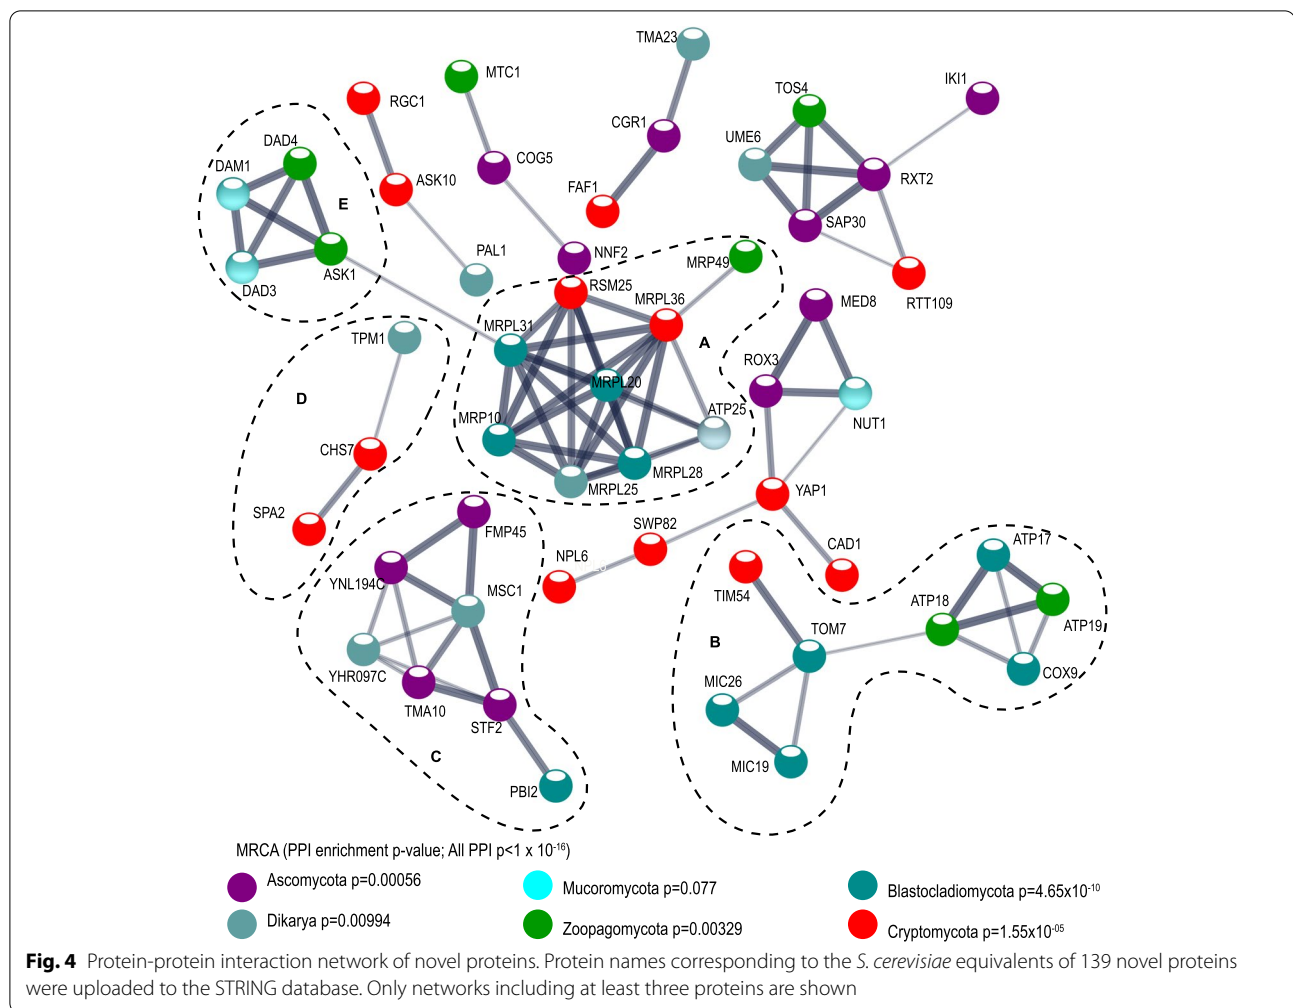 TMA23
MTC1
IKI1
RGC1
TOS4
CGR1
UME6
DAD4
COG5
DAM1
ASK10
RXT2
FAF1
E
SAP30
PAL1
NNF2
ASK1
MRP49
DAD3
RSM25
RTT109
MRPL36
MED8
MRPL31
TPM1
A
ROX3
MRPL20
D
ATP25
MRP10
NUT1
CHS7
MRPL28
MRPL25
YAP1
SPA2
SWP82
FMP45
CAD1
ATP17
NPL6
YNL194C
MSC1
TIM54
ATP18
ATP19
TOM7
B
YHR097C
COX9
MIC26
TMA10
STF2
C
MIC19
PBI2
MRCA (PPI enrichment p-value; All PPI p<1 x 10-16)
Ascomycota p=0.00056
Mucoromycota p=0.077
Blastocladiomycota p=4.65x10-10
Dikarya p=0.00994
Zoopagomycota p=0.00329
Cryptomycota p=1.55x10-05
Fig. 4 Protein-protein interaction network of novel proteins. Protein names corresponding to the S. cerevisiae equivalents of 139 novel proteins
were uploaded to the STRING database. Only networks including at least three proteins are shown